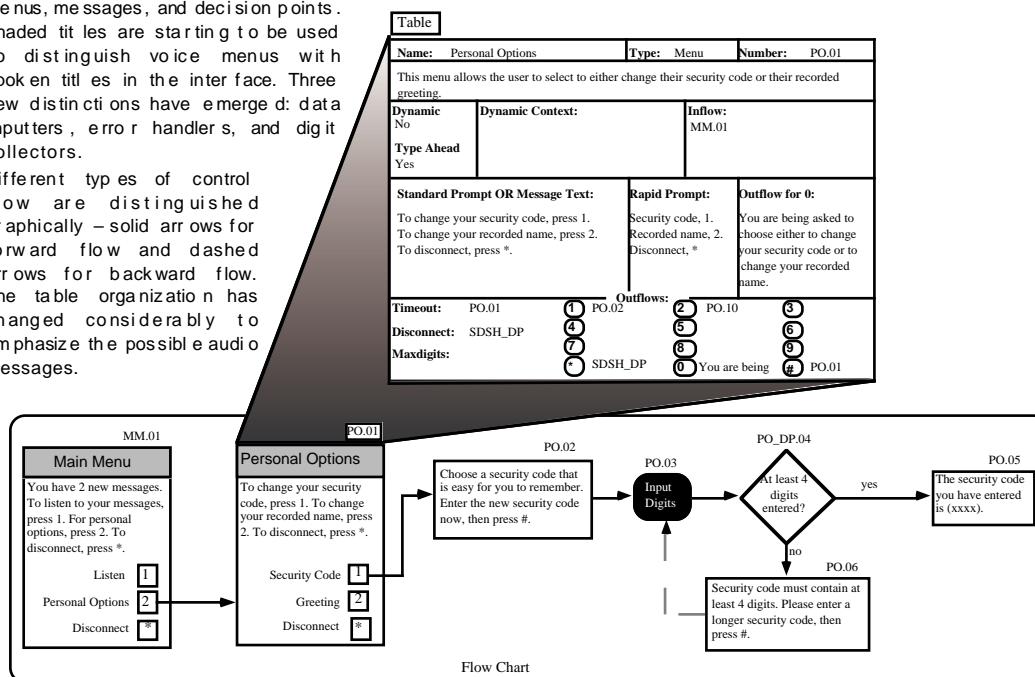 enus, messages, and decision points.
haded titles are starting to be used
o distinguish voice menus with
ooken titles in the interface. Three
ew distinctions have emerged: data
nputters, error handlers, and digit
ollectors.
ifferent types of control
ow are distinguished
raphically – solid arrows for
orward flow and dashed
rrows for backward flow.
he table organization has
hanged considerably to
mphasize the possible audio
essages.
Table
Name: Personal Options Type: Menu Number: PO.01
This menu allows the user to select to either change their security code or their recorded
greeting.
Dynamic Dynamic Context: Inflow:
No MM.01
Type Ahead
Yes
Standard Prompt OR Message Text:
To change your security code, press 1.
To change your recorded name, press 2.
To disconnect, press *.
Rapid Prompt:
Security code, 1.
Recorded name, 2.
Disconnect, *
Outflow for 0:
You are being asked to
choose either to change
your security code or to
change your recorded
name.
Outflows:
Timeout: PO.01 1 PO.02 2 PO.10 3
Disconnect: SDSH_DP 4 5 6
Maxdigits: 7 8 9
* SDSH_DP 0 You are being # PO.01
MM.01
Main Menu
You have 2 new messages.
To listen to your messages,
press 1. For personal
options, press 2. To
disconnect, press *.
Listen 1
Personal Options 2
Disconnect *
PO.01
Personal Options
To change your security
code, press 1. To change
your recorded name, press
2. To disconnect, press *.
Security Code 1
Greeting 2
Disconnect *
PO.02
Choose a security code that
is easy for you to remember.
Enter the new security code
now, then press #.
PO.03
Input
Digits
PO_DP.04
At least 4
digits
entered?
yes
no
PO.05
The security code
you have entered
is (xxxx).
PO.06
Security code must contain at
least 4 digits. Please enter a
longer security code, then
press #.
Flow Chart